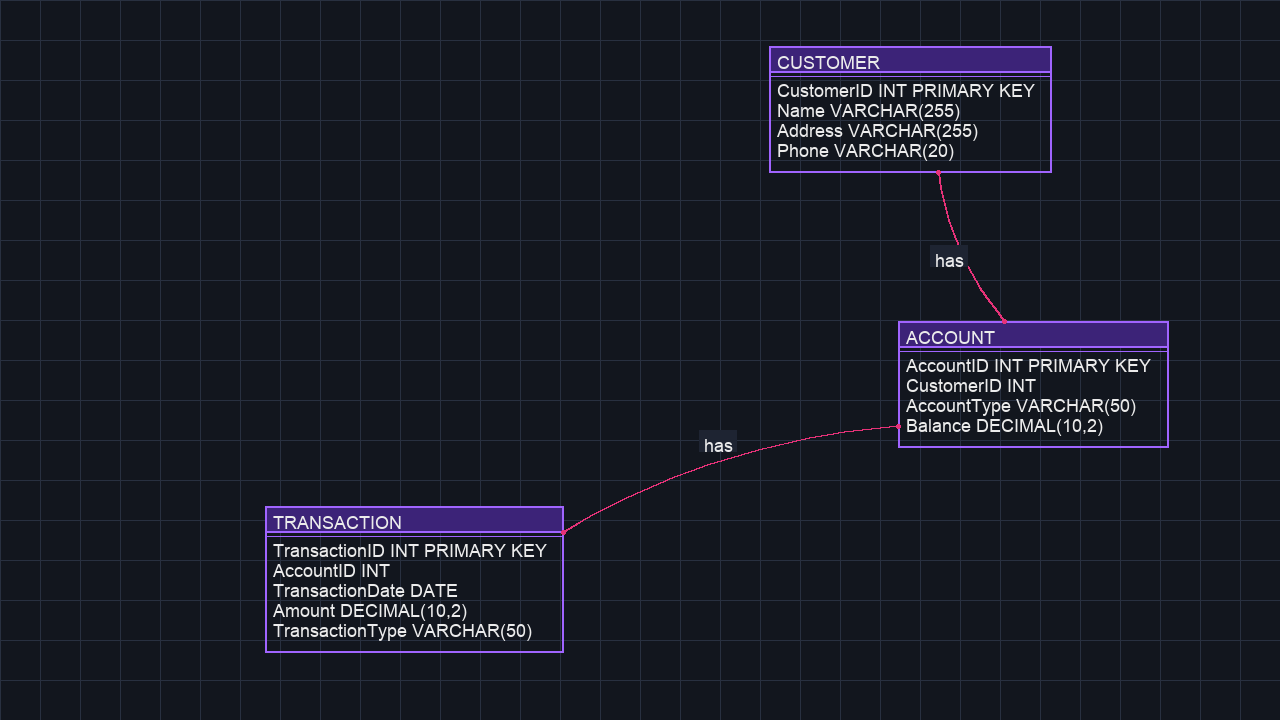 CUSTOMER
CustomerID INT PRIMARY KEY
Name VARCHAR(255)
Address VARCHAR(255)
Phone VARCHAR(20)
has
ACCOUNT
AccountID INT PRIMARY KEY
CustomerID INT
AccountType VARCHAR(50)
Balance DECIMAL(10,2)
has
TRANSACTION
TransactionID INT PRIMARY KEY
AccountID INT
TransactionDate DATE
Amount DECIMAL(10,2)
TransactionType VARCHAR(50)